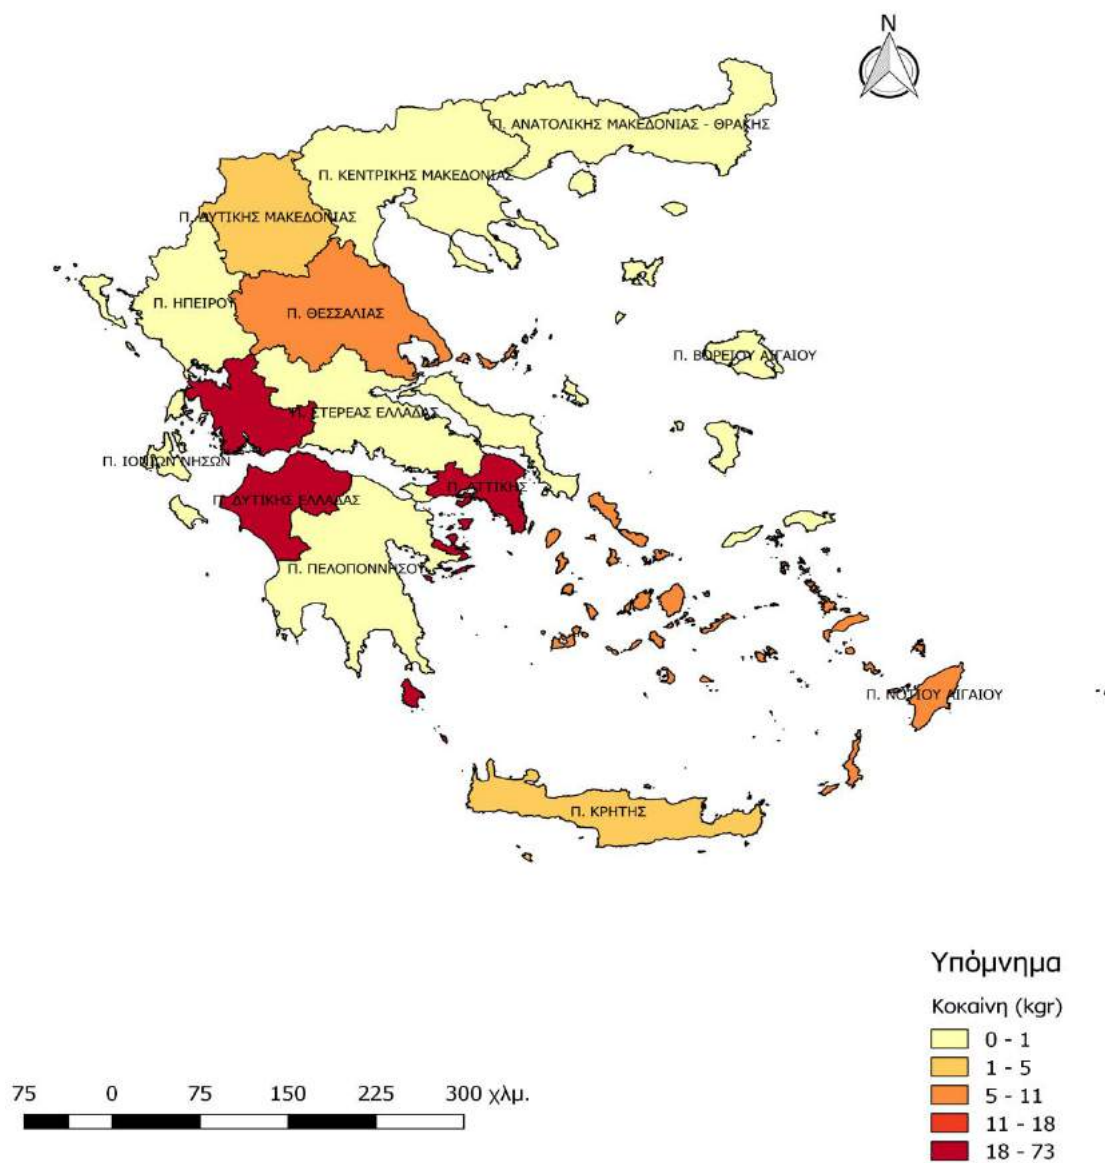 N
Π. ΑΝΑΤΟΛΙΚΗΣ ΜΑΚΕΔΟΝΙΑΣ - ΘΡΑΚΗΣ
Π. ΚΕΝΤΡΙΚΗΣ ΜΑΚΕΔΟΝΙΑΣ
Π. ΔΥΤΙΚΗΣ ΜΑΚΕΔΟΝΙΑΣ
Π. ΗΠΕΙΡΟΥ
Π. ΘΕΣΣΑΛΙΑΣ
Π. ΒΟΡΕΙΟΥ ΑΙΓΑΙΟΥ
Π. ΣΤΕΡΕΑΣ ΕΛΛΑΔΑΣ
Π. ΙΟΝΙΩΝ ΝΗΣΩΝ
Π. ΑΤΤΙΚΗΣ
Π. ΔΥΤΙΚΗΣ ΕΛΛΑΔΑΣ
Π. ΠΕΛΟΠΟΝΝΗΣΟΥ
Π. ΝΟΤΙΟΥ ΑΙΓΑΙΟΥ
Π. ΚΡΗΤΗΣ
Υπόμνημα
Κοκαίνη (kgr)
0 - 1
1 - 5
5 - 11
11 - 18
18 - 73
75 0 75 150 225 300 χλμ.